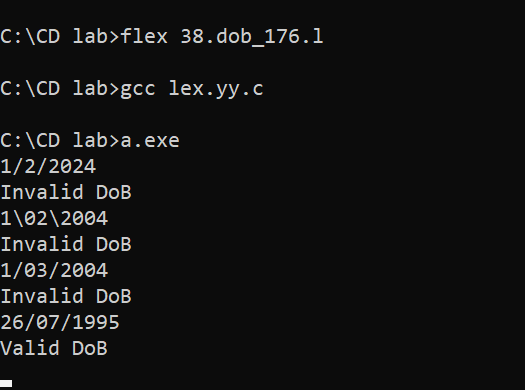 C:\CD lab>flex 38.dob_176.l
C:\CD lab>gcc lex.yy.c
C:\CD lab>a.exe
1/2/2024
Invalid DoB
1\02\2004
Invalid DoB
1/03/2004
Invalid DoB
26/07/1995
Valid DoB